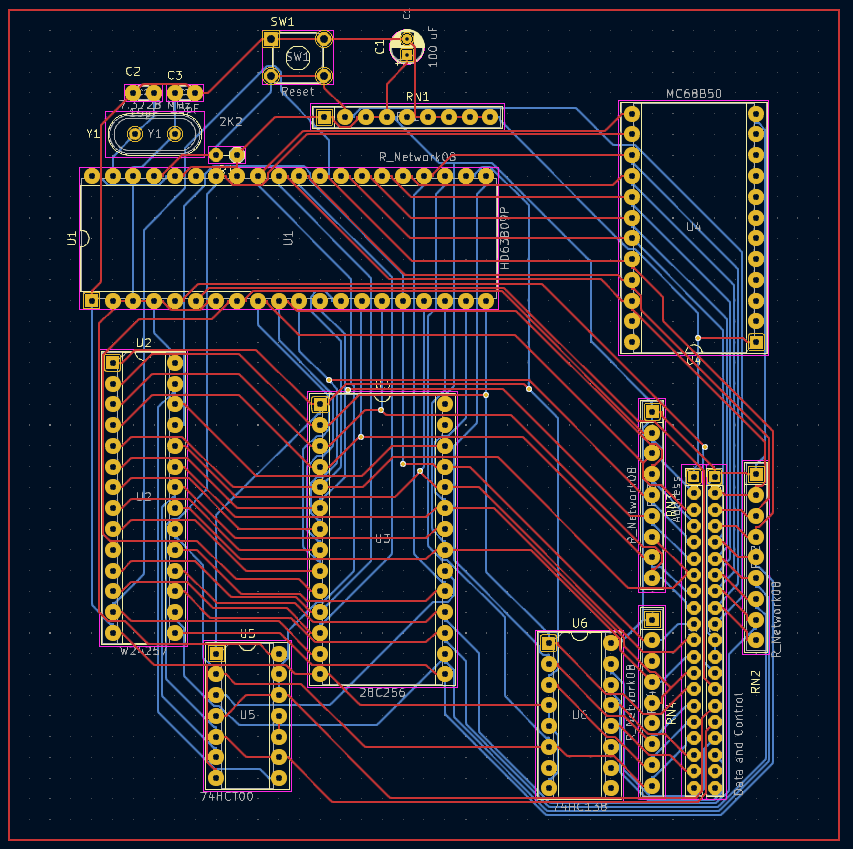 SW1
SW1
Reset
C1
C1
100 uF
C2
C3
7.3728 MHz
Y1
Y1
2K2
RN1
R_Network08
MC68B50
U4
U4
U1
U1
HD63B09P
U2
U2
U3
28C256
RN3
Address
R_Network08
R_Network08
RN2
U5
U5
74HCT00
U6
U6
74HC138
R_Network08
RN4
Data and Control